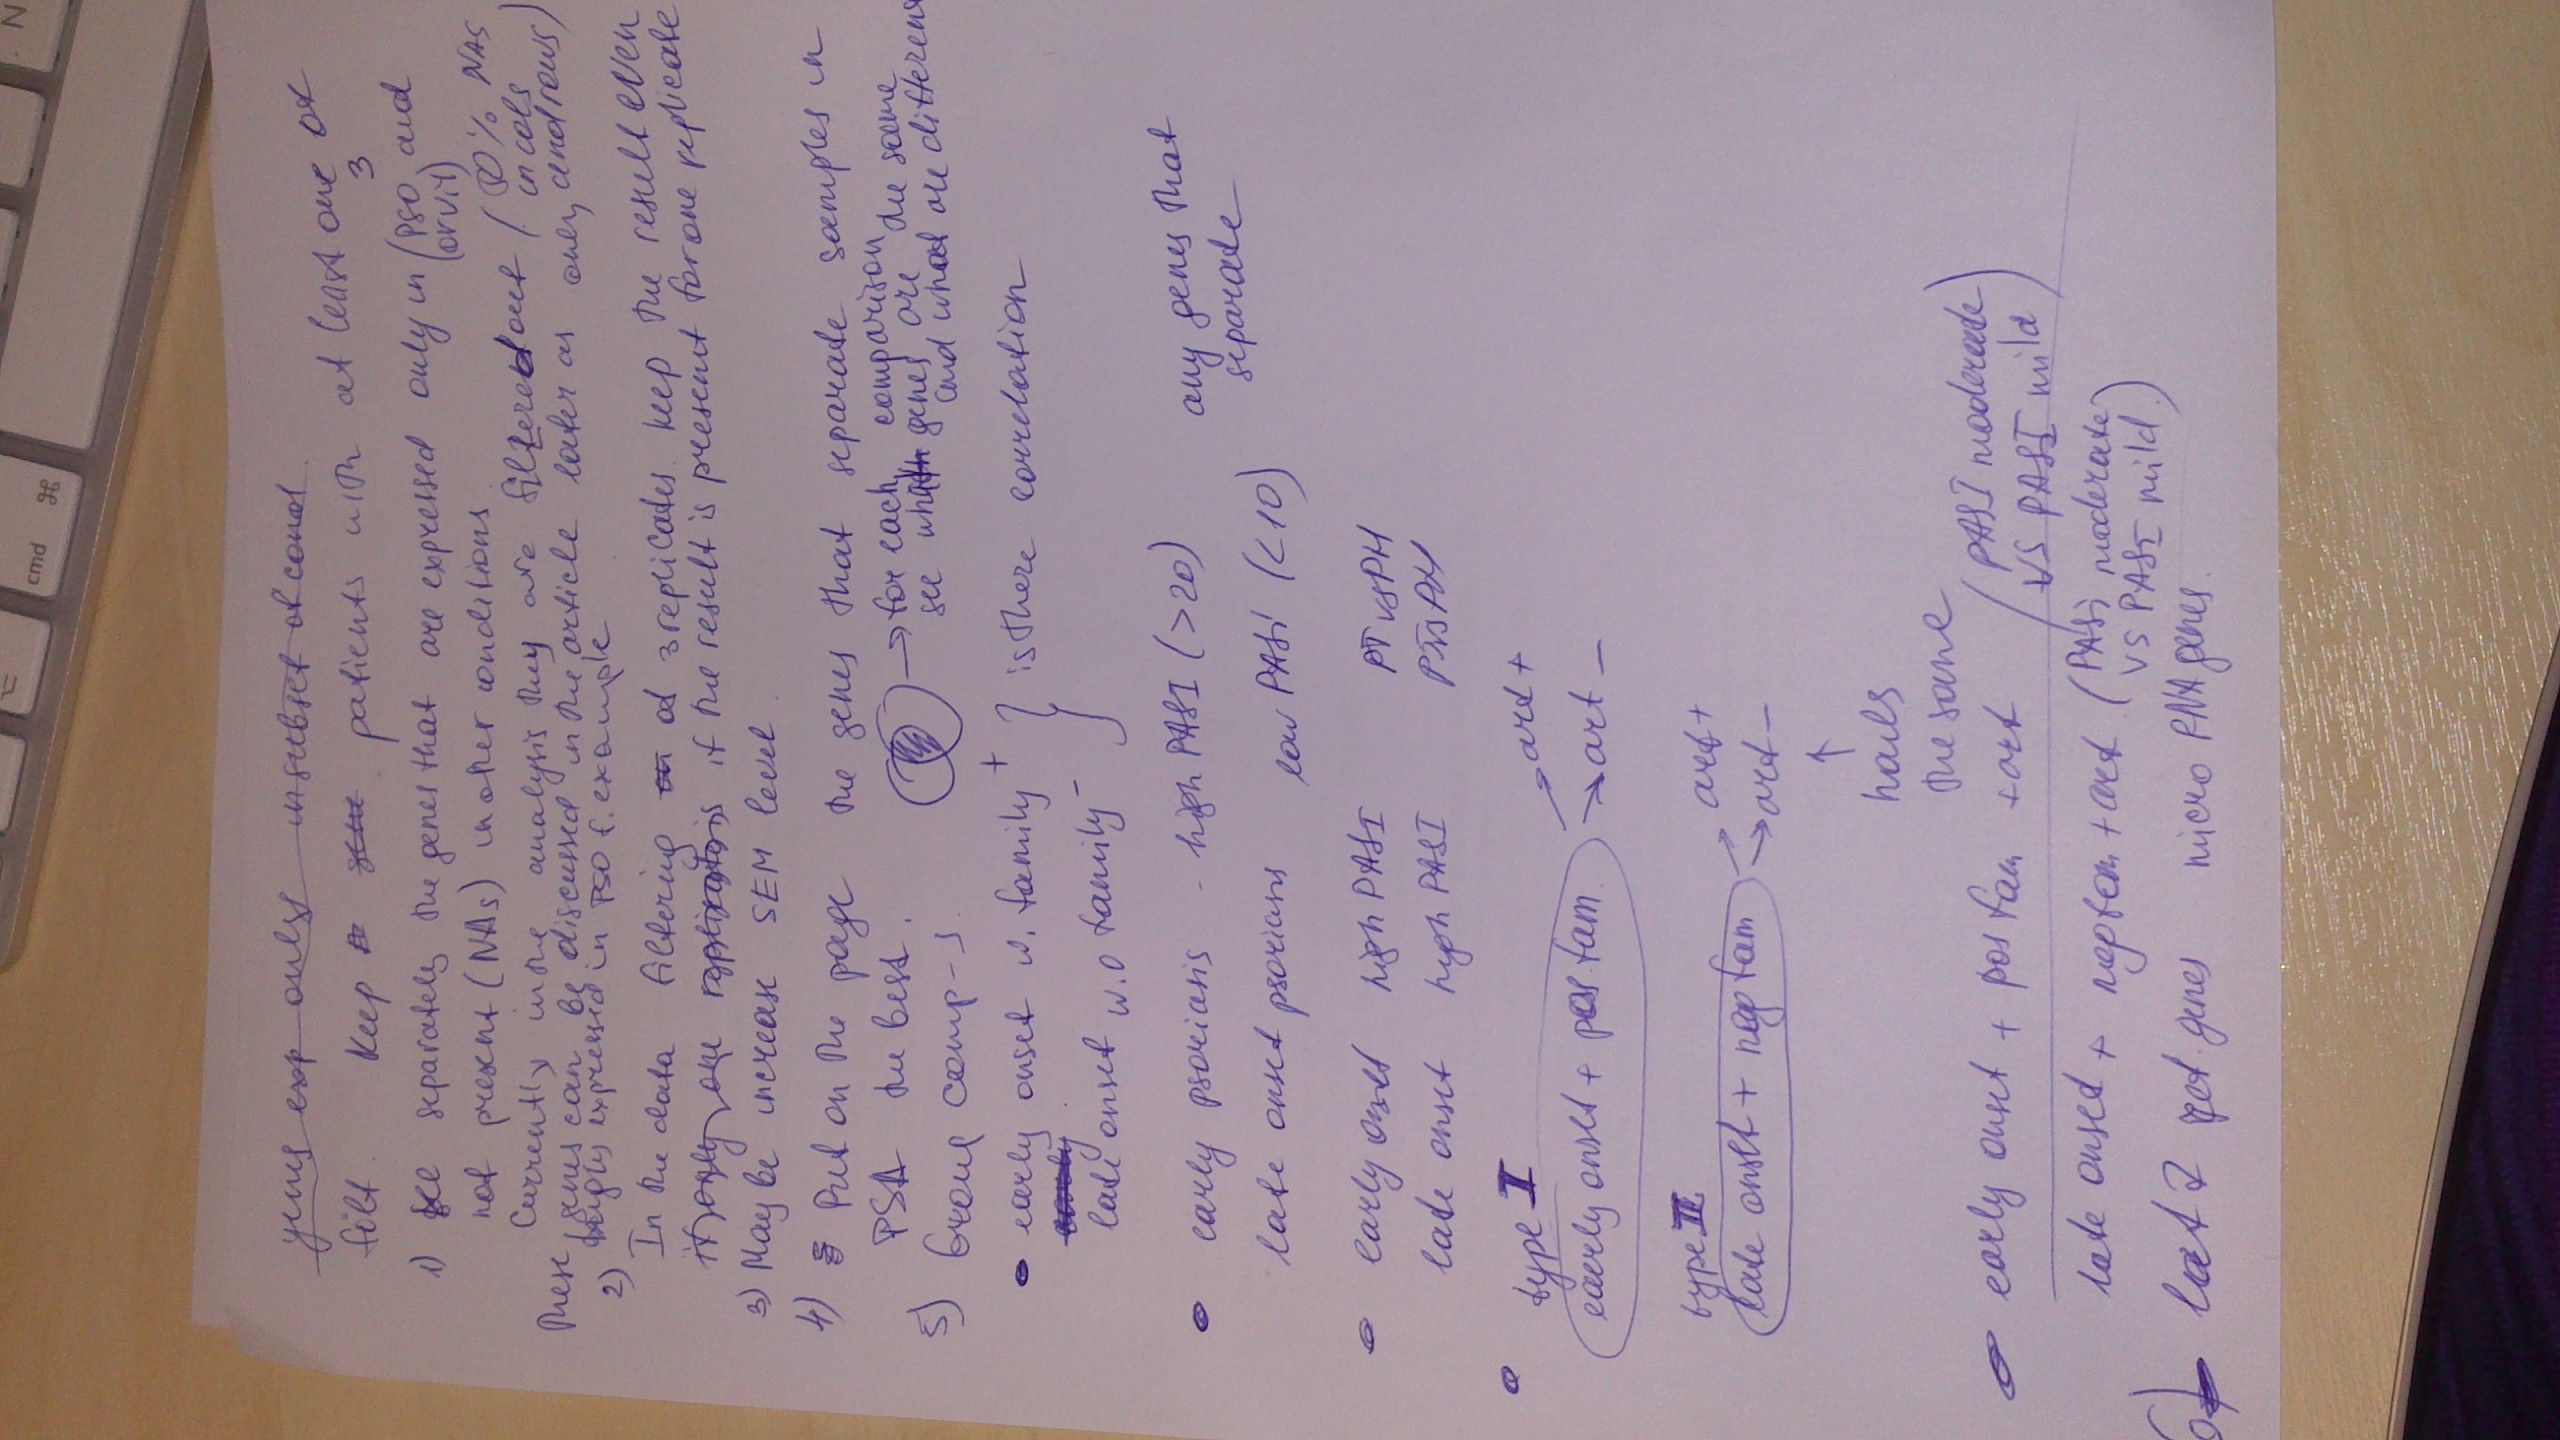 genes exp only in subset of cond
filt. keep patients with at least one of 3
1) see separately the genes that are expressed only in (PSO and or vit)
not present (NAs) in other conditions
Currently in the analysis they are filtered out ( % NAs in cols and rows)
These genes can be discussed in the article later as only
highly expressed in PSO f. example
2) In the data filtering of 3 replicates keep the result even
if only one if the result is present for one replicate
3) May be increase SEM level
4) Put on the page the genes that separate samples in
PSA the best. → for each comparison
see what genes are the same
and what are different
5) Group comp-s.
• early onset w. family +
late onset w.o family -
} is there correlation
• early psoriasis - high PASI (>20)
late onset psoriasis low PASI (<10)
any genes that
separate
• early onset high PASI PT vs PH
late onset high PASI PT vs PH
• type I
early onset + pos fam. → art +
→ art -
type II
late onset + neg fam → art +
→ art -
↑
nails
the same
• early onset + pos fam + art (PASI moderate
vs PASI mild)
late onset + neg fam + art (PASI moderate
vs PASI mild.)
6) last 2 genes micro RNA genes.
N
cmd ⌘
⌥